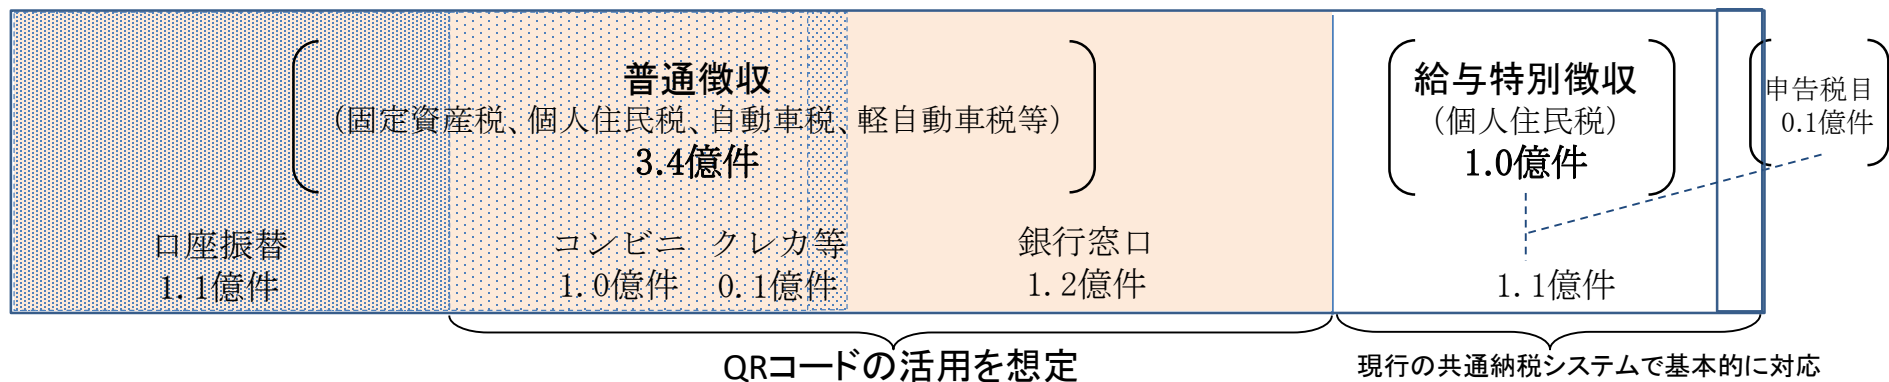 普通徴収
（固定資産税、個人住民税、自動車税、軽自動車税等）
3.4億件
給与特別徴収
（個人住民税）
1.0億件
申告税目
0.1億件
口座振替
1.1億件
コンビニ
1.0億件
クレカ等
0.1億件
銀行窓口
1.2億件
1.1億件
QRコードの活用を想定
現行の共通納税システムで基本的に対応